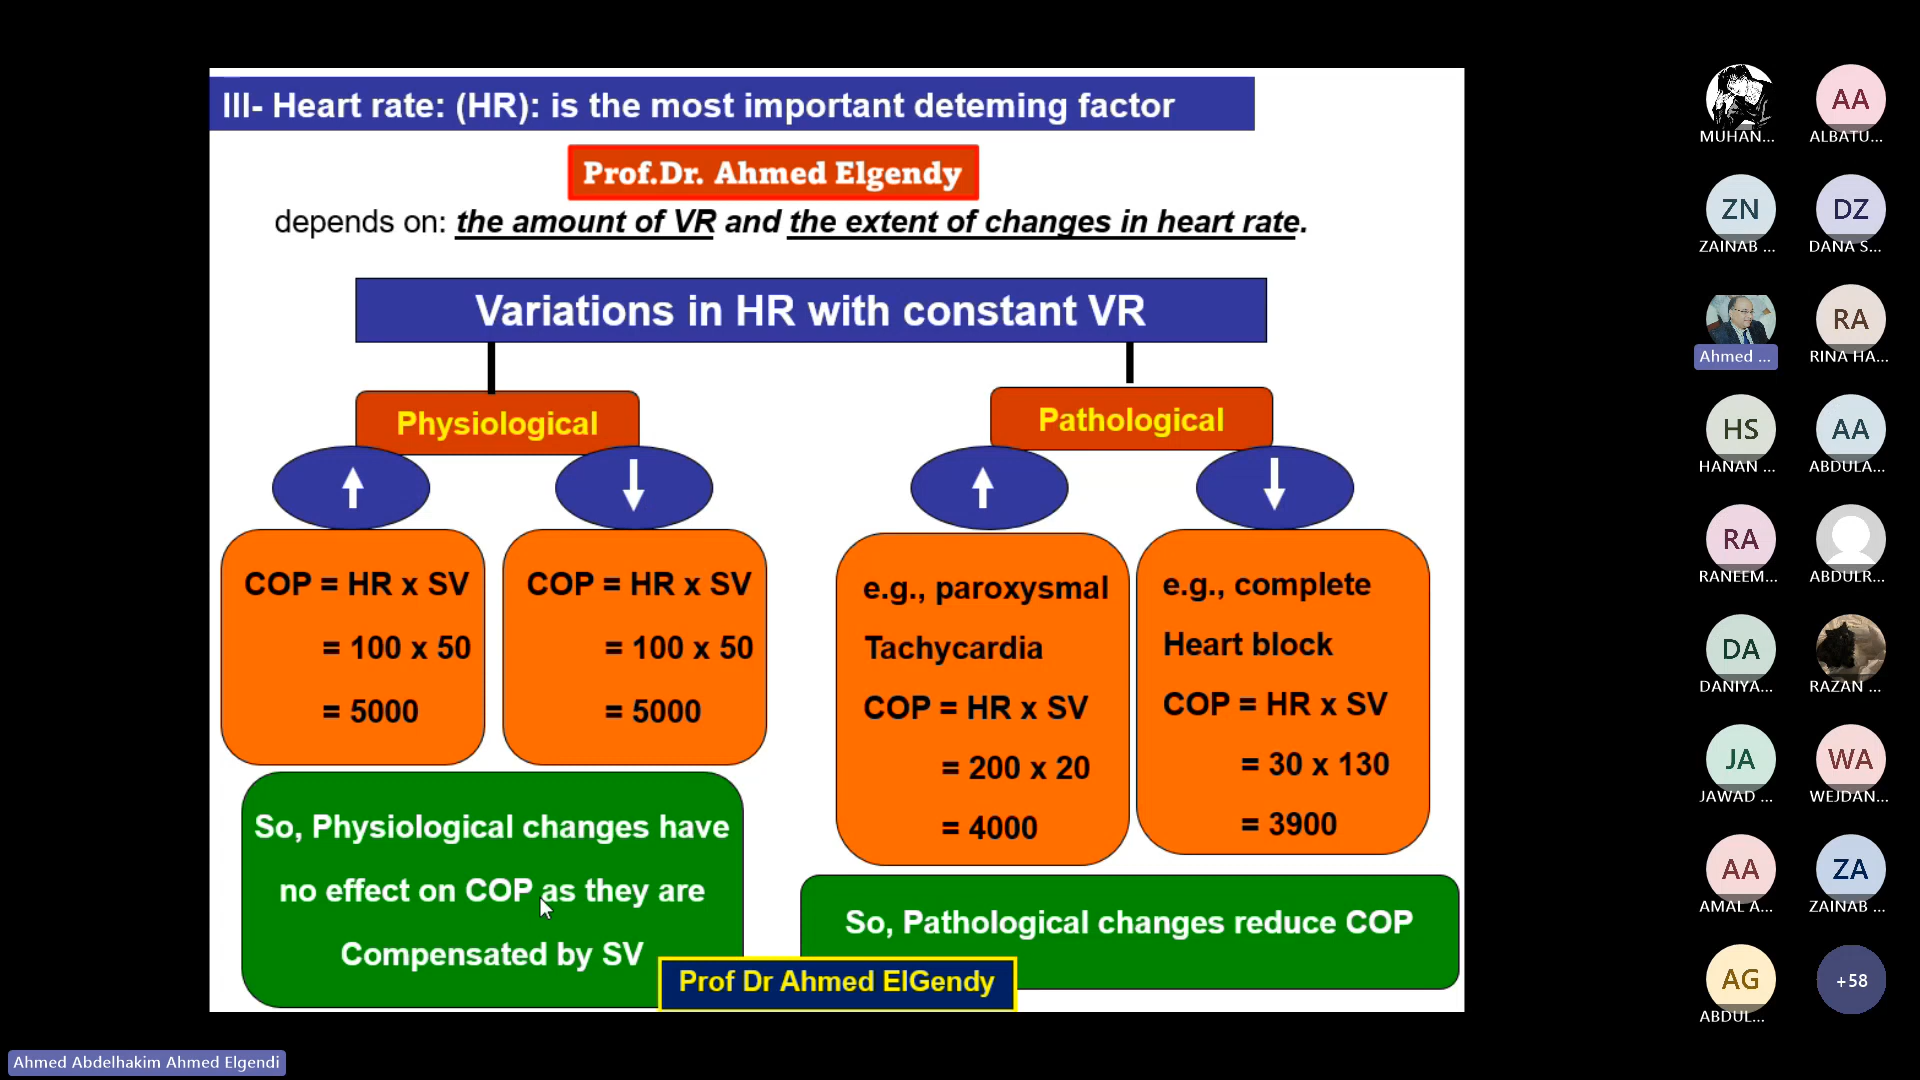 III- Heart rate: (HR): is the most important deteming factor
Prof.Dr. Ahmed Elgendy
depends on: the amount of VR and the extent of changes in heart rate.
Variations in HR with constant VR
Physiological
Pathological
COP = HR x SV
= 100 x 50
= 5000
COP = HR x SV
= 100 x 50
= 5000
e.g., paroxysmal
Tachycardia
COP = HR x SV
= 200 x 20
= 4000
e.g., complete
Heart block
COP = HR x SV
= 30 x 130
= 3900
So, Physiological changes have
no effect on COP as they are
Compensated by SV
So, Pathological changes reduce COP
Prof Dr Ahmed ElGendy
Ahmed Abdelhakim Ahmed Elgendi
MUHAN...
AA
ALBATU...
ZN
ZAINAB ...
DZ
DANA S...
Ahmed ...
RA
RINA HA...
HS
HANAN ...
AA
ABDULA...
RA
RANEEM...
ABDULR...
DA
DANIYA...
RAZAN ...
JA
JAWAD ...
WA
WEJDAN...
AA
AMAL A...
ZA
ZAINAB ...
AG
ABDUL...
+58